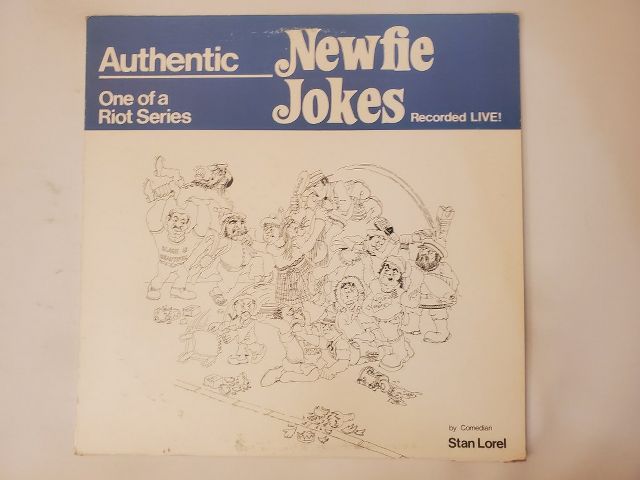 Authentic
Newfie
Jokes
One of a
Riot Series
Recorded LIVE!
by Comedian
Stan Lorel